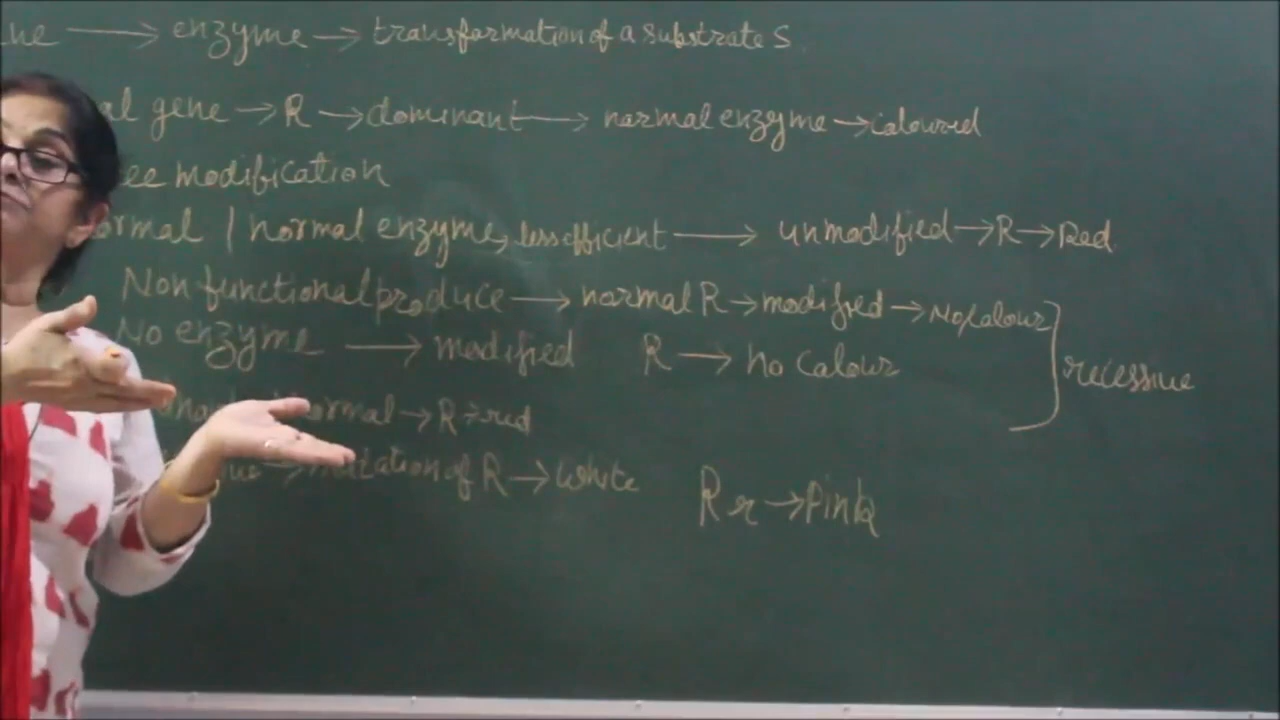 enzyme → transformation of a substrate S
gene → R → dominant → normal enzyme → coloured
modification
normal enzyme, less efficient → unmodified → R → Red
Non functional produce → normal R → modified → No colour
No enzyme → modified R → no colour
recessive
→ R → red
→ mutation of R → white
Rr → Pink